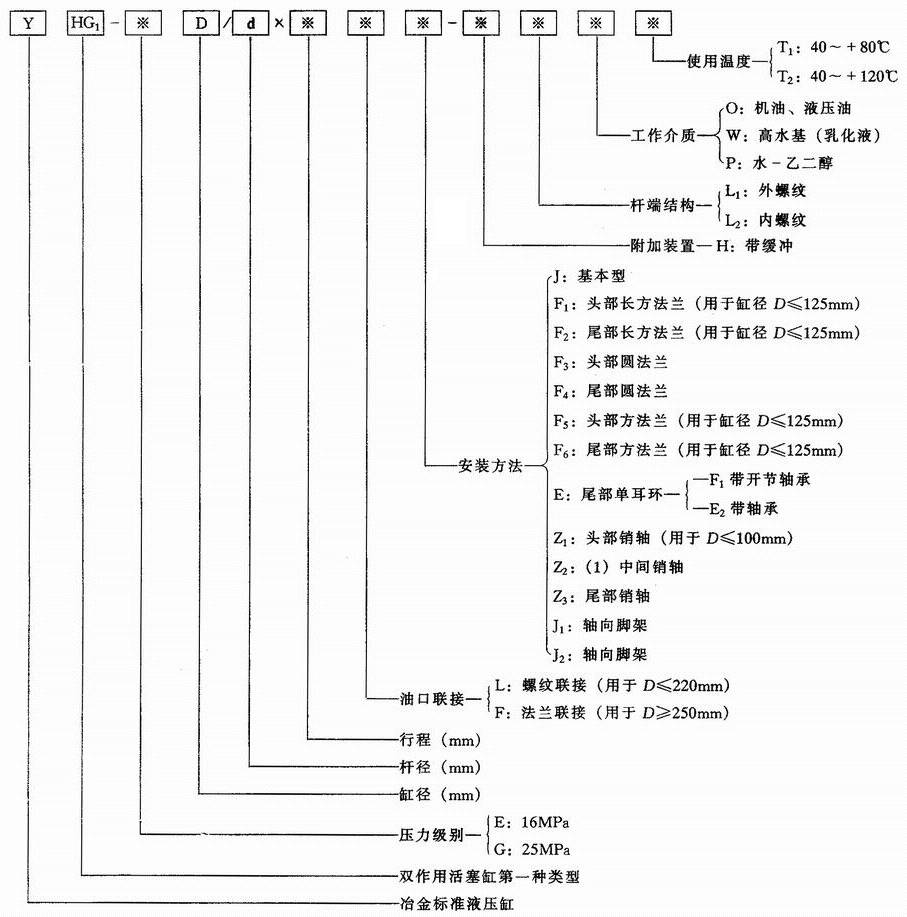 Y HG₁-※ D/d×※ ※ ※-※ ※ ※ ※
使用温度 T₁：40～+80℃
T₂：40～+120℃
工作介质 O：机油、液压油
W：高水基（乳化液）
P：水-乙二醇
杆端结构 L₁：外螺纹
L₂：内螺纹
附加装置 H：带缓冲
安装方法 J：基本型
F₁：头部长方法兰（用于缸径 D≤125mm）
F₂：尾部长方法兰（用于缸径 D≤125mm）
F₃：头部圆法兰
F₄：尾部圆法兰
F₅：头部方法兰（用于缸径 D≤125mm）
F₆：尾部方法兰（用于缸径 D≤125mm）
E：尾部单耳环 F₁ 带开节轴承
E₂ 带轴承
Z₁：头部销轴（用于 D≤100mm）
Z₂：(1) 中间销轴
Z₃：尾部销轴
J₁：轴向脚架
J₂：轴向脚架
油口联接 L：螺纹联接（用于 D≤220mm）
F：法兰联接（用于 D≥250mm）
行程（mm）
杆径（mm）
缸径（mm）
压力级别 E：16MPa
G：25MPa
双作用活塞缸第一种类型
冶金标准液压缸